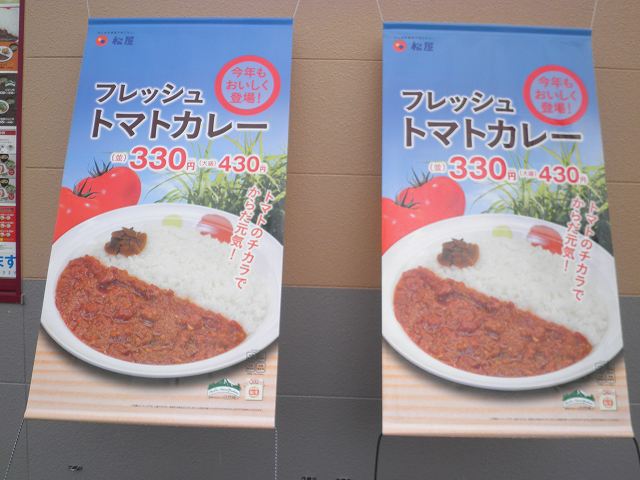 松屋
今年も
おいしく
登場!
フレッシュ
トマトカレー
(並)330円 (大盛)430円
トマトのチカラで
からだ元気!
松屋
今年も
おいしく
登場!
フレッシュ
トマトカレー
(並)330円 (大盛)430円
トマトのチカラで
からだ元気!
ます